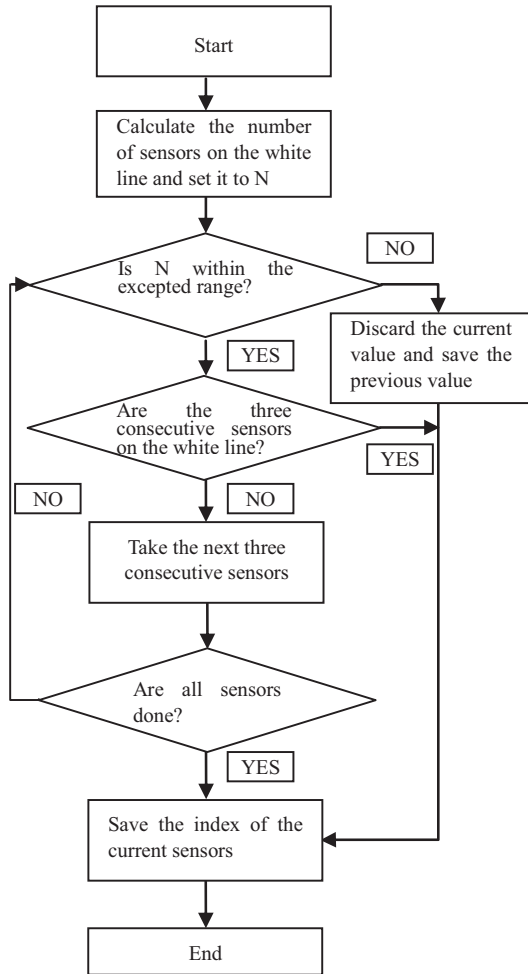 Start
Calculate the number
of sensors on the white
line and set it to N
NO
Is N within the
excepted range?
Discard the current
value and save the
previous value
YES
Are the three
consecutive sensors
on the white line?
YES
NO
NO
Take the next three
consecutive sensors
Are all sensors
done?
YES
Save the index of the
current sensors
End